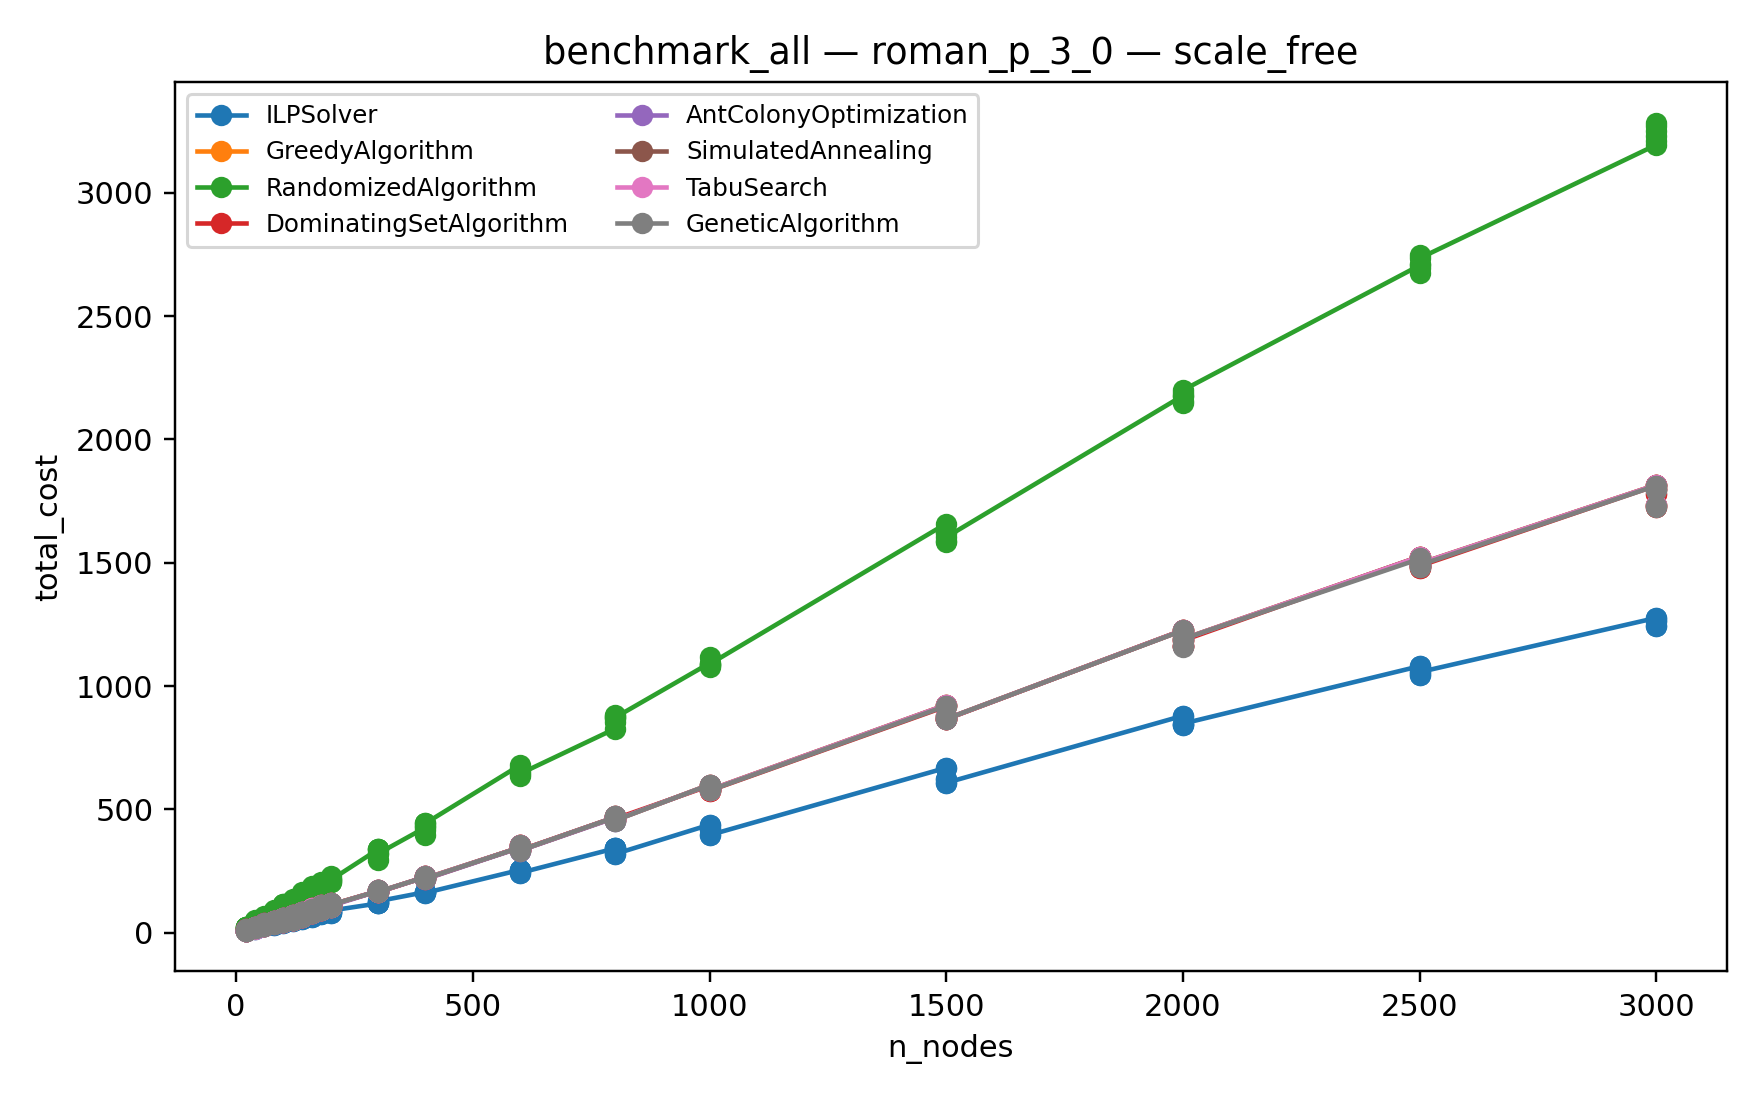 benchmark_all — roman_p_3_0 — scale_free
ILPSolver
GreedyAlgorithm
RandomizedAlgorithm
DominatingSetAlgorithm
AntColonyOptimization
SimulatedAnnealing
TabuSearch
GeneticAlgorithm
total_cost
3000
2500
2000
1500
1000
500
0
0
500
1000
1500
2000
2500
3000
n_nodes